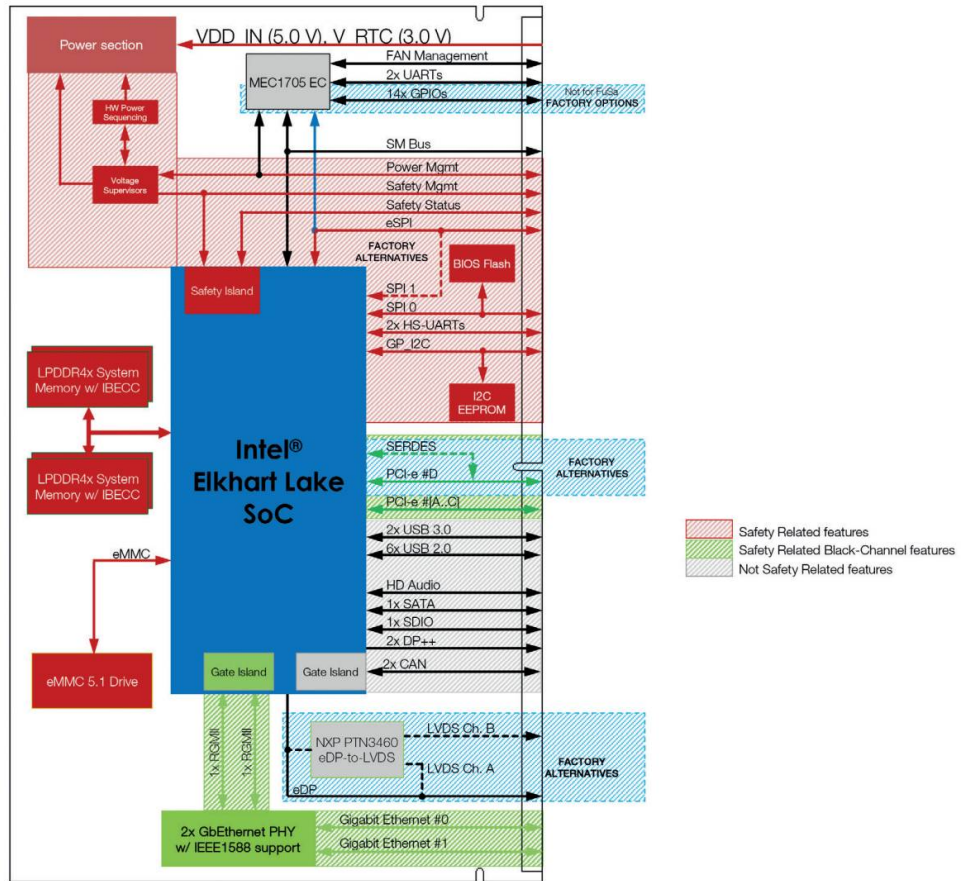 Power section
VDD_IN (5.0 V), V_RTC (3.0 V)
FAN Management
MEC1705 EC
2x UARTs
14x GPIOs
Not for FuSa
FACTORY OPTIONS
HW Power
Sequencing
SM Bus
Voltage
Supervisors
Power Mgmt
Safety Mgmt
Safety Status
eSPI
FACTORY
ALTERNATIVES
BIOS Flash
Safety Island
SPI 1
SPI 0
2x HS-UARTs
GP_I2C
I2C
EEPROM
LPDDR4x System
Memory w/ IBECC
LPDDR4x System
Memory w/ IBECC
Intel®
Elkhart Lake
SoC
SERDES
PCI-e #D
FACTORY
ALTERNATIVES
PCI-e #[A..C]
2x USB 3.0
6x USB 2.0
Safety Related features
Safety Related Black-Channel features
Not Safety Related features
eMMC
HD Audio
1x SATA
1x SDIO
2x DP++
2x CAN
eMMC 5.1 Drive
Gate Island
Gate Island
1x RGMII
1x RGMII
NXP PTN3460
eDP-to-LVDS
LVDS Ch. B
LVDS Ch. A
eDP
FACTORY
ALTERNATIVES
2x GbEthernet PHY
w/ IEEE1588 support
Gigabit Ethernet #0
Gigabit Ethernet #1